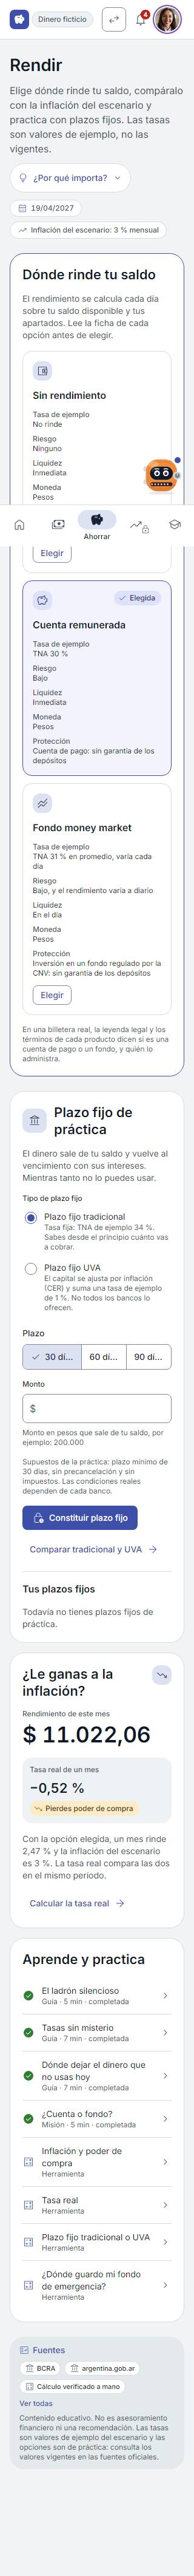 Dinero ficticio
4
Rendir
Elige dónde rinde tu saldo, compáralo
con la inflación del escenario y
practica con plazos fijos. Las tasas
son valores de ejemplo, no las
vigentes.
¿Por qué importa?
19/04/2027
Inflación del escenario: 3 % mensual
Dónde rinde tu saldo
El rendimiento se calcula cada día
sobre tu saldo disponible y tus
apartados. Lee la ficha de cada
opción antes de elegir.
Sin rendimiento
Tasa de ejemplo
No rinde
Riesgo
Ninguno
Liquidez
Inmediata
Moneda
Pesos
Ahorrar
Elegir
Elegida
Cuenta remunerada
Tasa de ejemplo
TNA 30 %
Riesgo
Bajo
Liquidez
Inmediata
Moneda
Pesos
Protección
Cuenta de pago: sin garantía de los
depósitos
Fondo money market
Tasa de ejemplo
TNA 31 % en promedio, varía cada
día
Riesgo
Bajo, y el rendimiento varía a diario
Liquidez
En el día
Moneda
Pesos
Protección
Inversión en un fondo regulado por la
CNV: sin garantía de los depósitos
Elegir
En una billetera real, la leyenda legal y los
términos de cada producto dicen si es una
cuenta de pago o un fondo, y quién lo
administra.
Plazo fijo de
práctica
El dinero sale de tu saldo y vuelve al
vencimiento con sus intereses.
Mientras tanto no lo puedes usar.
Tipo de plazo fijo
Plazo fijo tradicional
Tasa fija: TNA de ejemplo 34 %.
Sabes desde el principio cuánto vas
a cobrar.
Plazo fijo UVA
El capital se ajusta por inflación
(CER) y suma una tasa de ejemplo
de 1 %. No todos los bancos lo
ofrecen.
Plazo
30 dí...
60 dí...
90 dí...
Monto
$
Monto en pesos que sale de tu saldo, por
ejemplo: 200.000
Supuestos de la práctica: plazo mínimo de
30 días, sin precancelación y sin
impuestos. Las condiciones reales
dependen de cada banco.
Constituir plazo fijo
Comparar tradicional y UVA
Tus plazos fijos
Todavía no tienes plazos fijos de
práctica.
¿Le ganas a la
inflación?
Rendimiento de este mes
$ 11.022,06
Tasa real de un mes
−0,52 %
Pierdes poder de compra
Con la opción elegida, un mes rinde
2,47 % y la inflación del escenario
es 3 %. La tasa real compara las dos
en el mismo período.
Calcular la tasa real
Aprende y practica
El ladrón silencioso
Guía · 5 min · completada
Tasas sin misterio
Guía · 7 min · completada
Dónde dejar el dinero que
no usas hoy
Guía · 7 min · completada
¿Cuenta o fondo?
Misión · 5 min · completada
Inflación y poder de
compra
Herramienta
Tasa real
Herramienta
Plazo fijo tradicional o UVA
Herramienta
¿Dónde guardo mi fondo
de emergencia?
Herramienta
Fuentes
BCRA
argentina.gob.ar
Cálculo verificado a mano
Ver todas
Contenido educativo. No es asesoramiento
financiero ni una recomendación. Las tasas
son valores de ejemplo del escenario y las
opciones son de práctica: consulta los
valores vigentes en las fuentes oficiales.